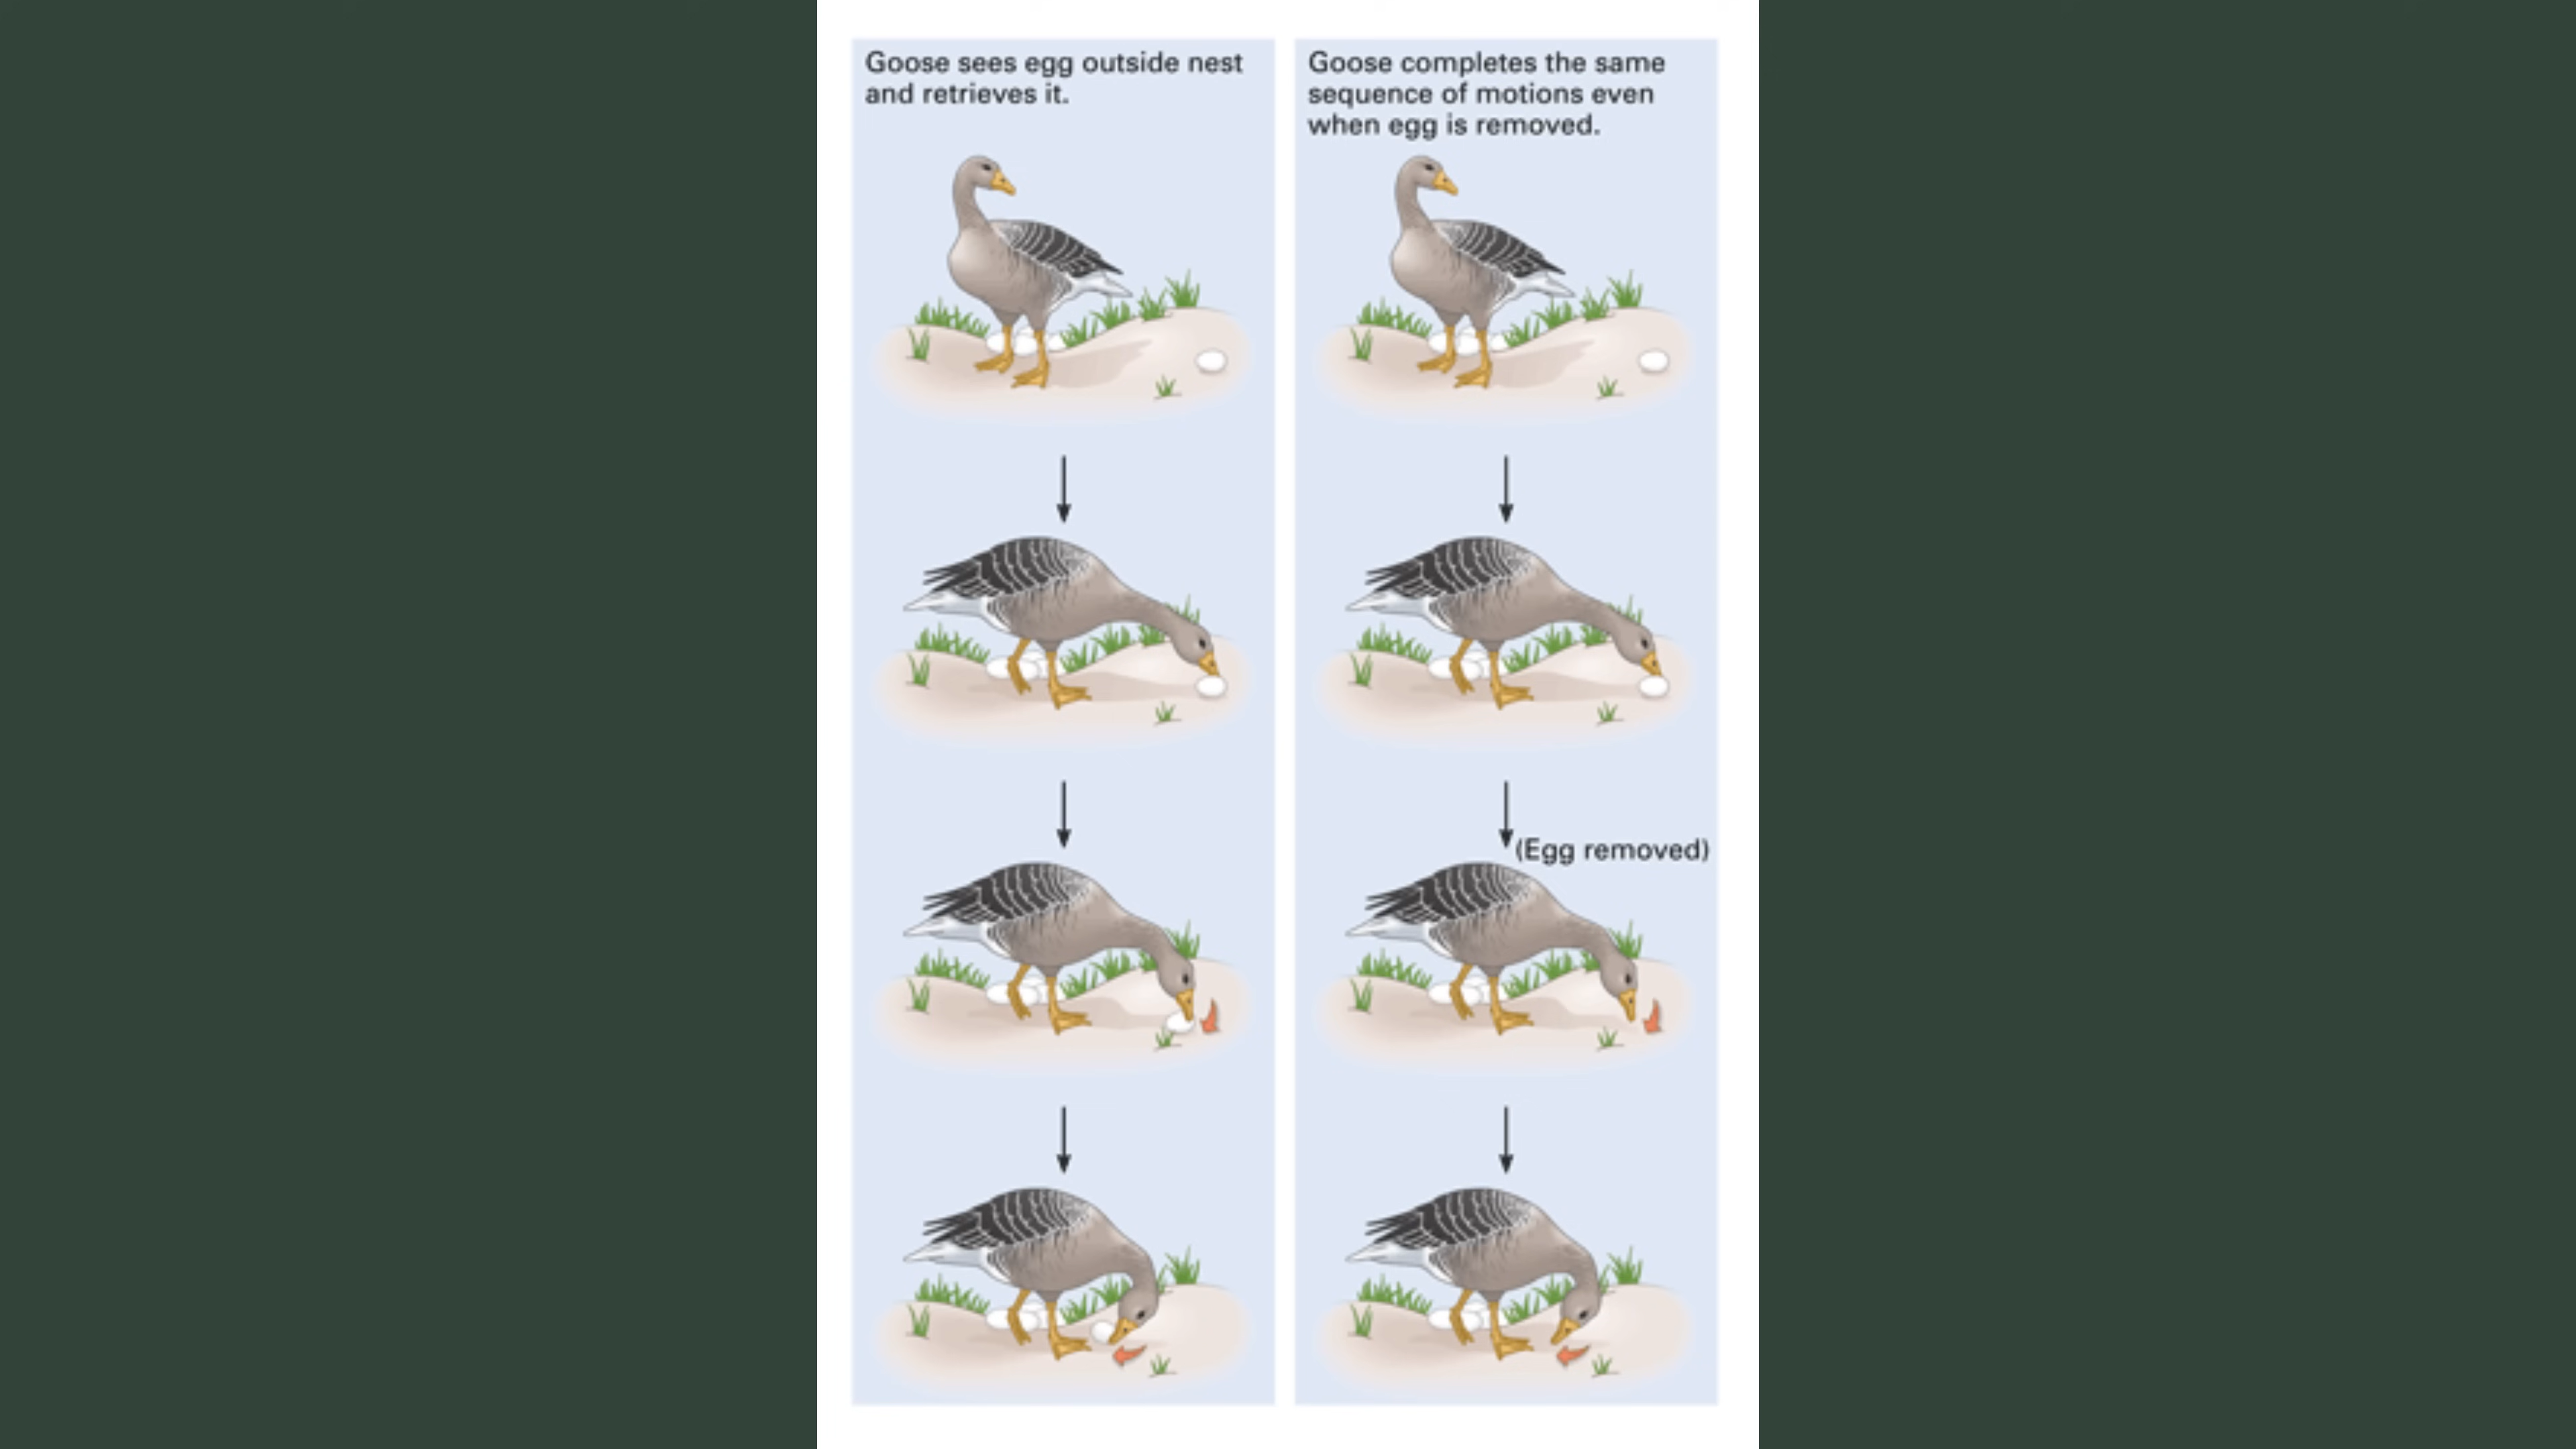 Goose sees egg outside nest
and retrieves it.
Goose completes the same
sequence of motions even
when egg is removed.
(Egg removed)